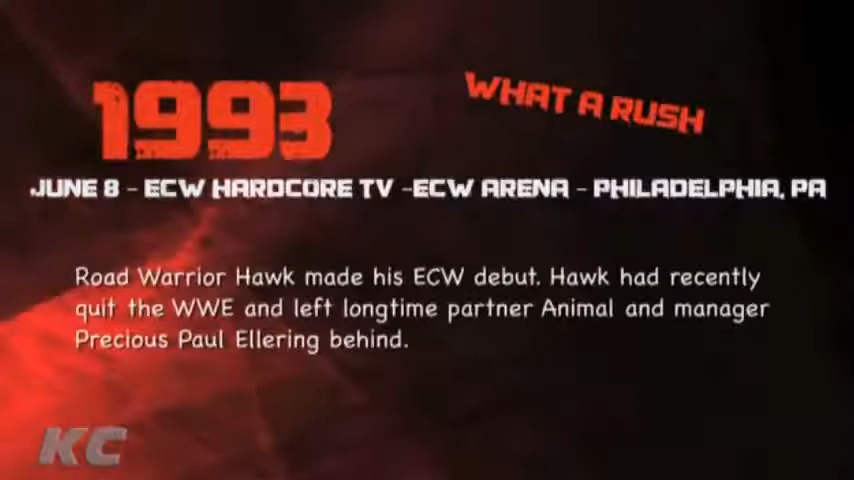 1993
WHAT A RUSH
JUNE 8 - ECW HARDCORE TV -ECW ARENA - PHILADELPHIA, PA
Road Warrior Hawk made his ECW debut. Hawk had recently
quit the WWE and left longtime partner Animal and manager
Precious Paul Ellering behind.
KC